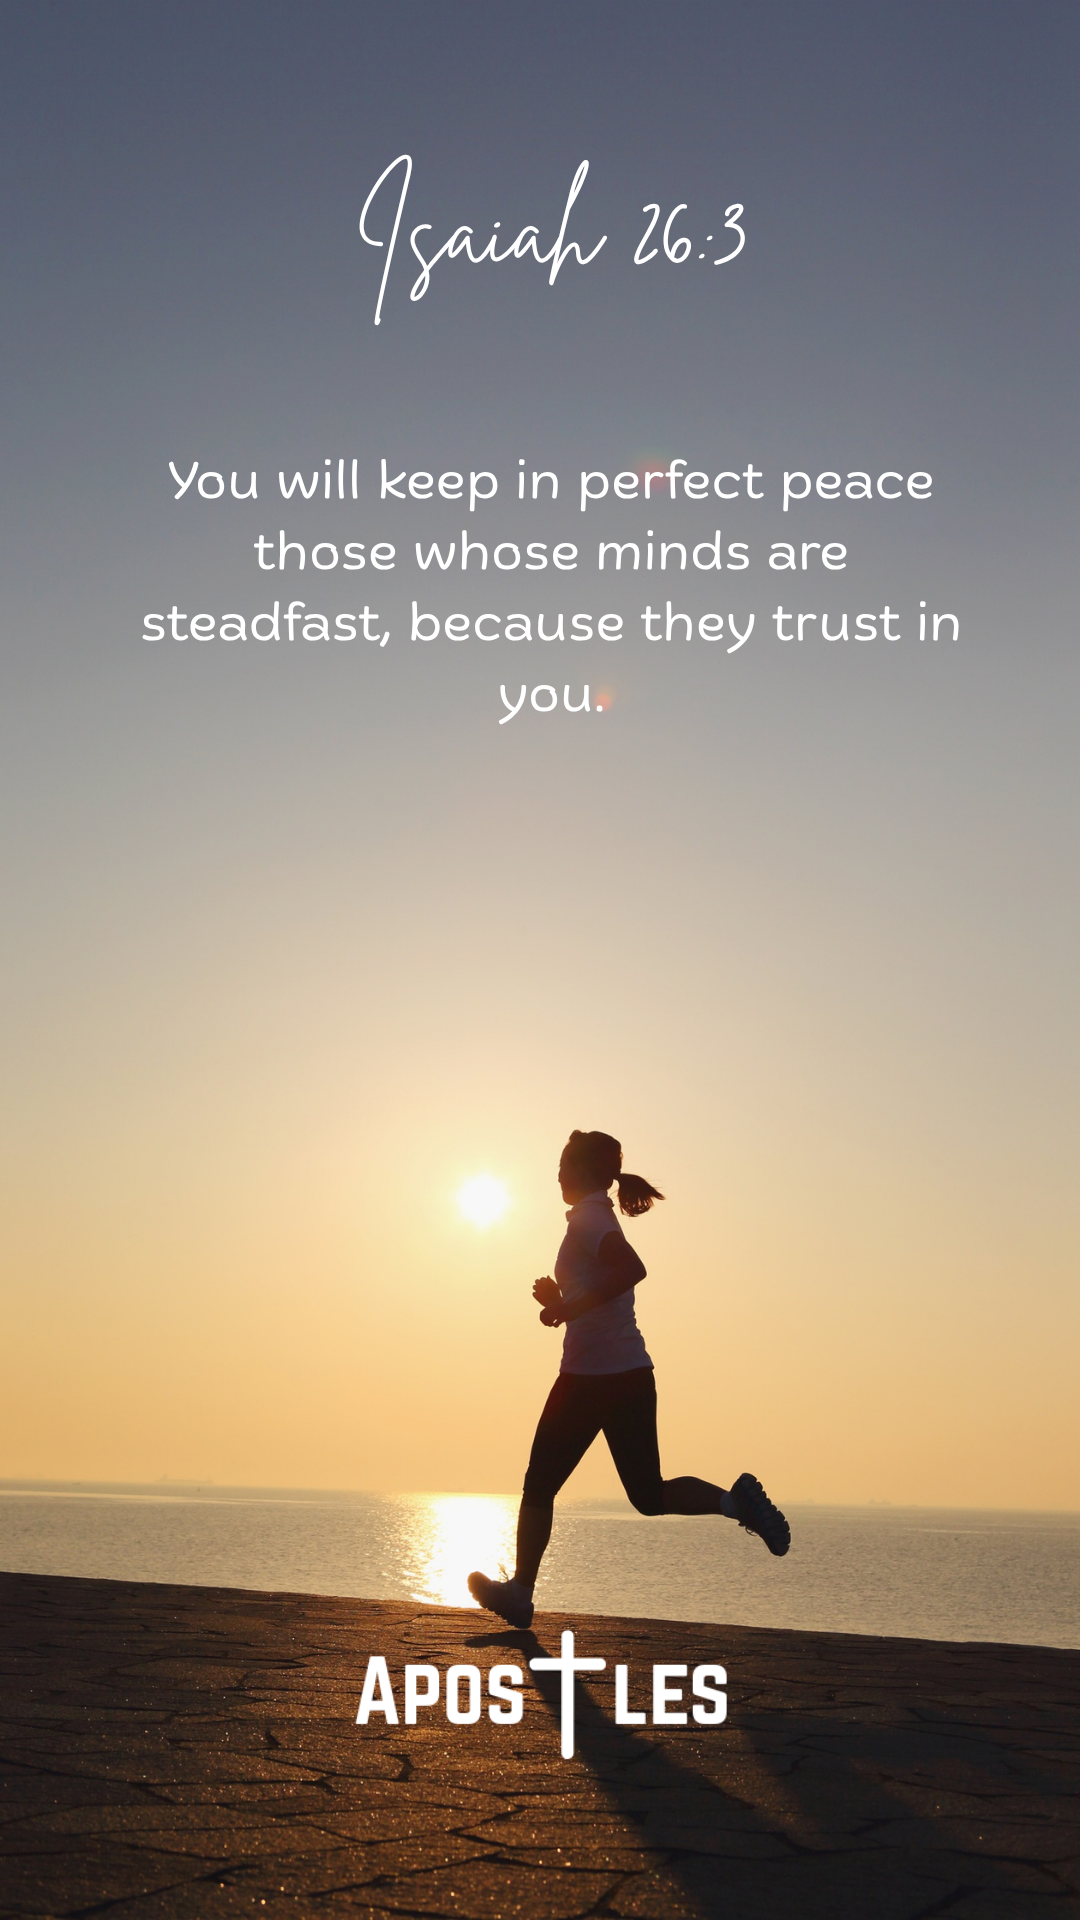 Isaiah 26:3
You will keep in perfect peace
those whose minds are
steadfast, because they trust in
you.
APOSTLES